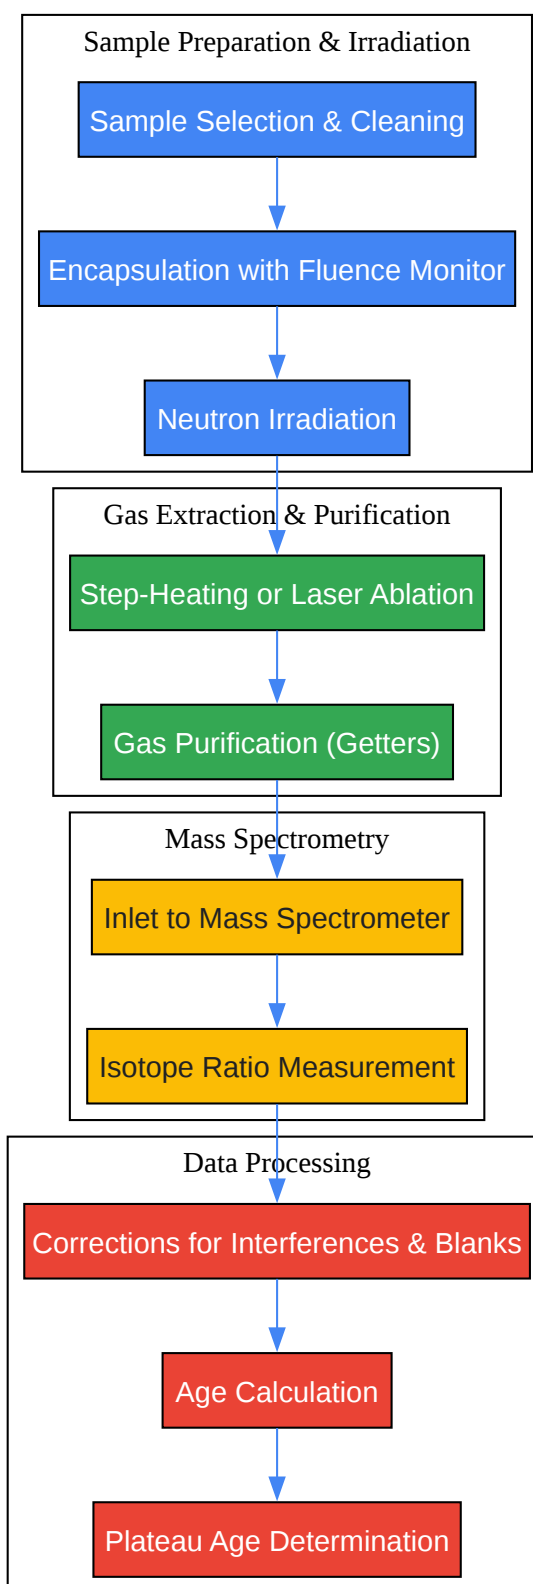 Sample Preparation & Irradiation
Sample Selection & Cleaning
Encapsulation with Fluence Monitor
Neutron Irradiation
Gas Extraction & Purification
Step-Heating or Laser Ablation
Gas Purification (Getters)
Mass Spectrometry
Inlet to Mass Spectrometer
Isotope Ratio Measurement
Data Processing
Corrections for Interferences & Blanks
Age Calculation
Plateau Age Determination